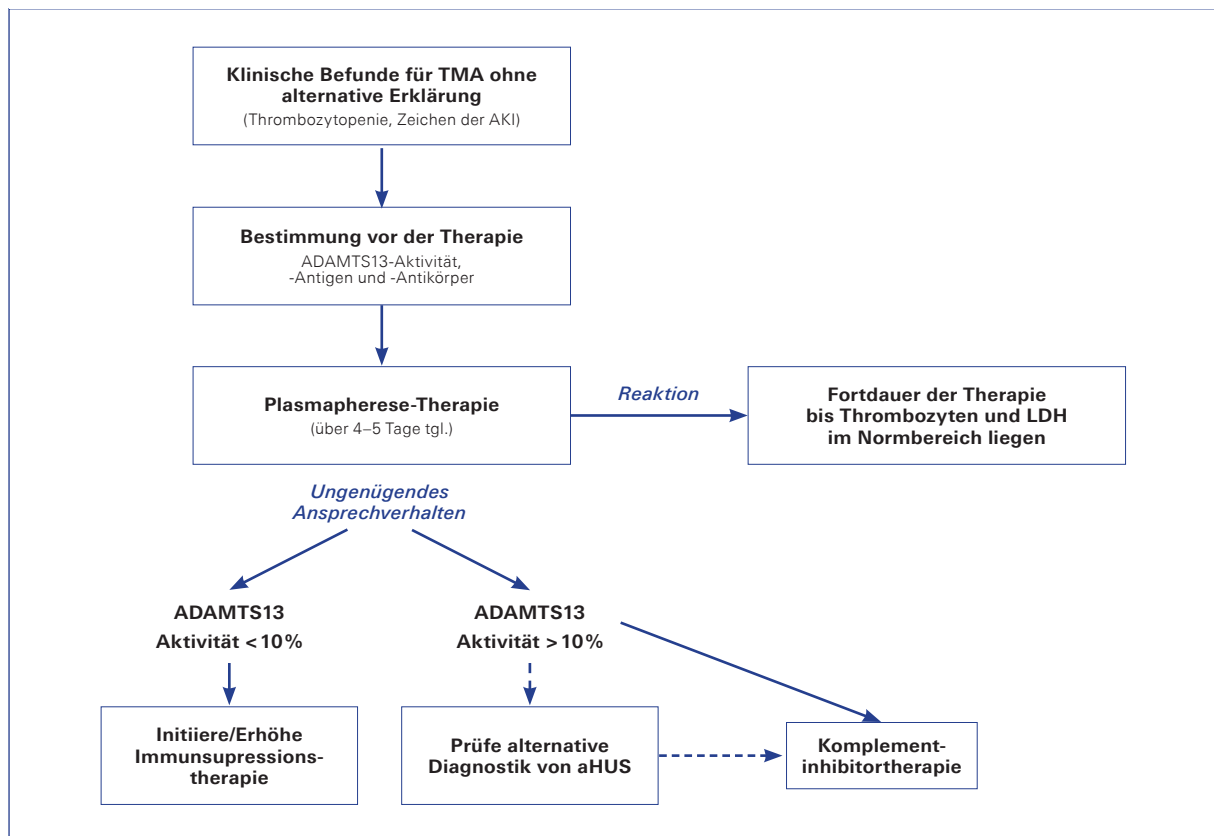 Klinische Befunde für TMA ohne
alternative Erklärung
(Thrombozytopenie, Zeichen der AKI)
Bestimmung vor der Therapie
ADAMTS13-Aktivität,
-Antigen und -Antikörper
Plasmapherese-Therapie
(über 4–5 Tage tgl.)
Reaktion
Fortdauer der Therapie
bis Thrombozyten und LDH
im Normbereich liegen
Ungenügendes
Ansprechverhalten
ADAMTS13
Aktivität < 10%
ADAMTS13
Aktivität > 10%
Initiiere/Erhöhe
Immunsupressions-
therapie
Prüfe alternative
Diagnostik von aHUS
Komplement-
inhibitortherapie